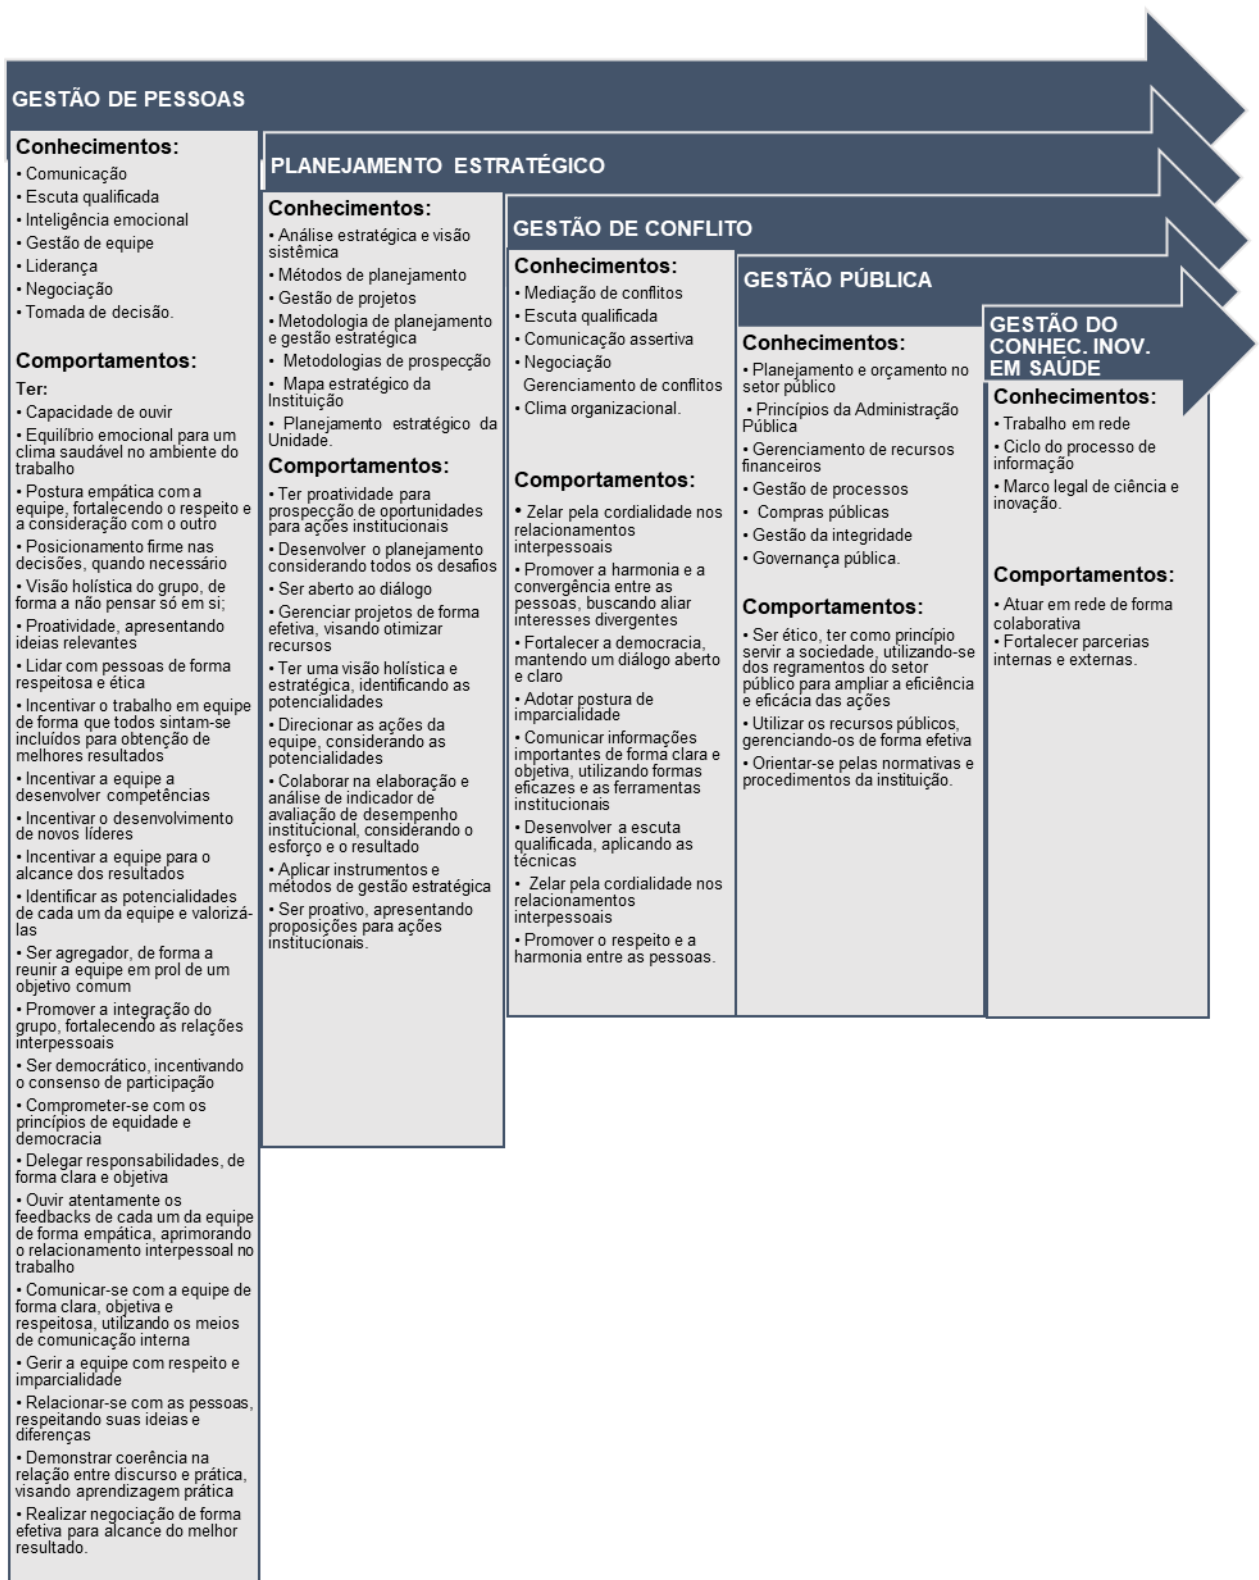 GESTÃO DE PESSOAS
Conhecimentos:
• Comunicação
• Escuta qualificada
• Inteligência emocional
• Gestão de equipe
• Liderança
• Negociação
• Tomada de decisão.
Comportamentos:
Ter:
• Capacidade de ouvir
• Equilíbrio emocional para um
clima saudável no ambiente do
trabalho
• Postura empática com a
equipe, fortalecendo o respeito e
a consideração com o outro
• Posicionamento firme nas
decisões, quando necessário
• Visão holística do grupo, de
forma a não pensar só em si;
• Proatividade, apresentando
ideias relevantes
• Lidar com pessoas de forma
respeitosa e ética
• Incentivar o trabalho em equipe
de forma que todos sintam-se
incluídos para obtenção de
melhores resultados
• Incentivar a equipe a
desenvolver competências
• Incentivar o desenvolvimento
de novos líderes
• Incentivar a equipe para o
alcance dos resultados
• Identificar as potencialidades
de cada um da equipe e valorizá-
las
• Ser agregador, de forma a
reunir a equipe em prol de um
objetivo comum
• Promover a integração do
grupo, fortalecendo as relações
interpessoais
• Ser democrático, incentivando
o consenso de participação
• Comprometer-se com os
princípios de equidade e
democracia
• Delegar responsabilidades, de
forma clara e objetiva
• Ouvir atentamente os
feedbacks de cada um da equipe
de forma empática, aprimorando
o relacionamento interpessoal no
trabalho
• Comunicar-se com a equipe de
forma clara, objetiva e
respeitosa, utilizando os meios
de comunicação interna
• Gerir a equipe com respeito e
imparcialidade
• Relacionar-se com as pessoas,
respeitando suas ideias e
diferenças
• Demonstrar coerência na
relação entre discurso e prática,
visando aprendizagem prática
• Realizar negociação de forma
efetiva para alcance do melhor
resultado.
PLANEJAMENTO ESTRATÉGICO
Conhecimentos:
• Análise estratégica e visão
sistêmica
• Métodos de planejamento
• Gestão de projetos
• Metodologia de planejamento
e gestão estratégica
• Metodologias de prospecção
• Mapa estratégico da
Instituição
• Planejamento estratégico da
Unidade.
Comportamentos:
• Ter proatividade para
prospecção de oportunidades
para ações institucionais
• Desenvolver o planejamento
considerando todos os desafios
• Ser aberto ao diálogo
• Gerenciar projetos de forma
efetiva, visando otimizar
recursos
• Ter uma visão holística e
estratégica, identificando as
potencialidades
• Direcionar as ações da
equipe, considerando as
potencialidades
• Colaborar na elaboração e
análise de indicador de
avaliação de desempenho
institucional, considerando o
esforço e o resultado
• Aplicar instrumentos e
métodos de gestão estratégica
• Ser proativo, apresentando
proposições para ações
institucionais.
GESTÃO DE CONFLITO
Conhecimentos:
• Mediação de conflitos
• Escuta qualificada
• Comunicação assertiva
• Negociação
Gerenciamento de conflitos
• Clima organizacional.
Comportamentos:
• Zelar pela cordialidade nos
relacionamentos
interpessoais
• Promover a harmonia e a
convergência entre as
pessoas, buscando aliar
interesses divergentes
• Fortalecer a democracia,
mantendo um diálogo aberto
e claro
• Adotar postura de
imparcialidade
• Comunicar informações
importantes de forma clara e
objetiva, utilizando formas
eficazes e as ferramentas
institucionais
• Desenvolver a escuta
qualificada, aplicando as
técnicas
• Zelar pela cordialidade nos
relacionamentos
interpessoais
• Promover o respeito e a
harmonia entre as pessoas.
GESTÃO PÚBLICA
Conhecimentos:
• Planejamento e orçamento no
setor público
• Princípios da Administração
Pública
• Gerenciamento de recursos
financeiros
• Gestão de processos
• Compras públicas
• Gestão da integridade
• Governança pública.
Comportamentos:
• Ser ético, ter como princípio
servir a sociedade, utilizando-se
dos regramentos do setor
público para ampliar a eficiência
e eficácia das ações
• Utilizar os recursos públicos,
gerenciando-os de forma efetiva
• Orientar-se pelas normativas e
procedimentos da instituição.
GESTÃO DO
CONHEC. INOV.
EM SAÚDE
Conhecimentos:
• Trabalho em rede
• Ciclo do processo de
informação
• Marco legal de ciência e
inovação.
Comportamentos:
• Atuar em rede de forma
colaborativa
• Fortalecer parcerias
internas e externas.